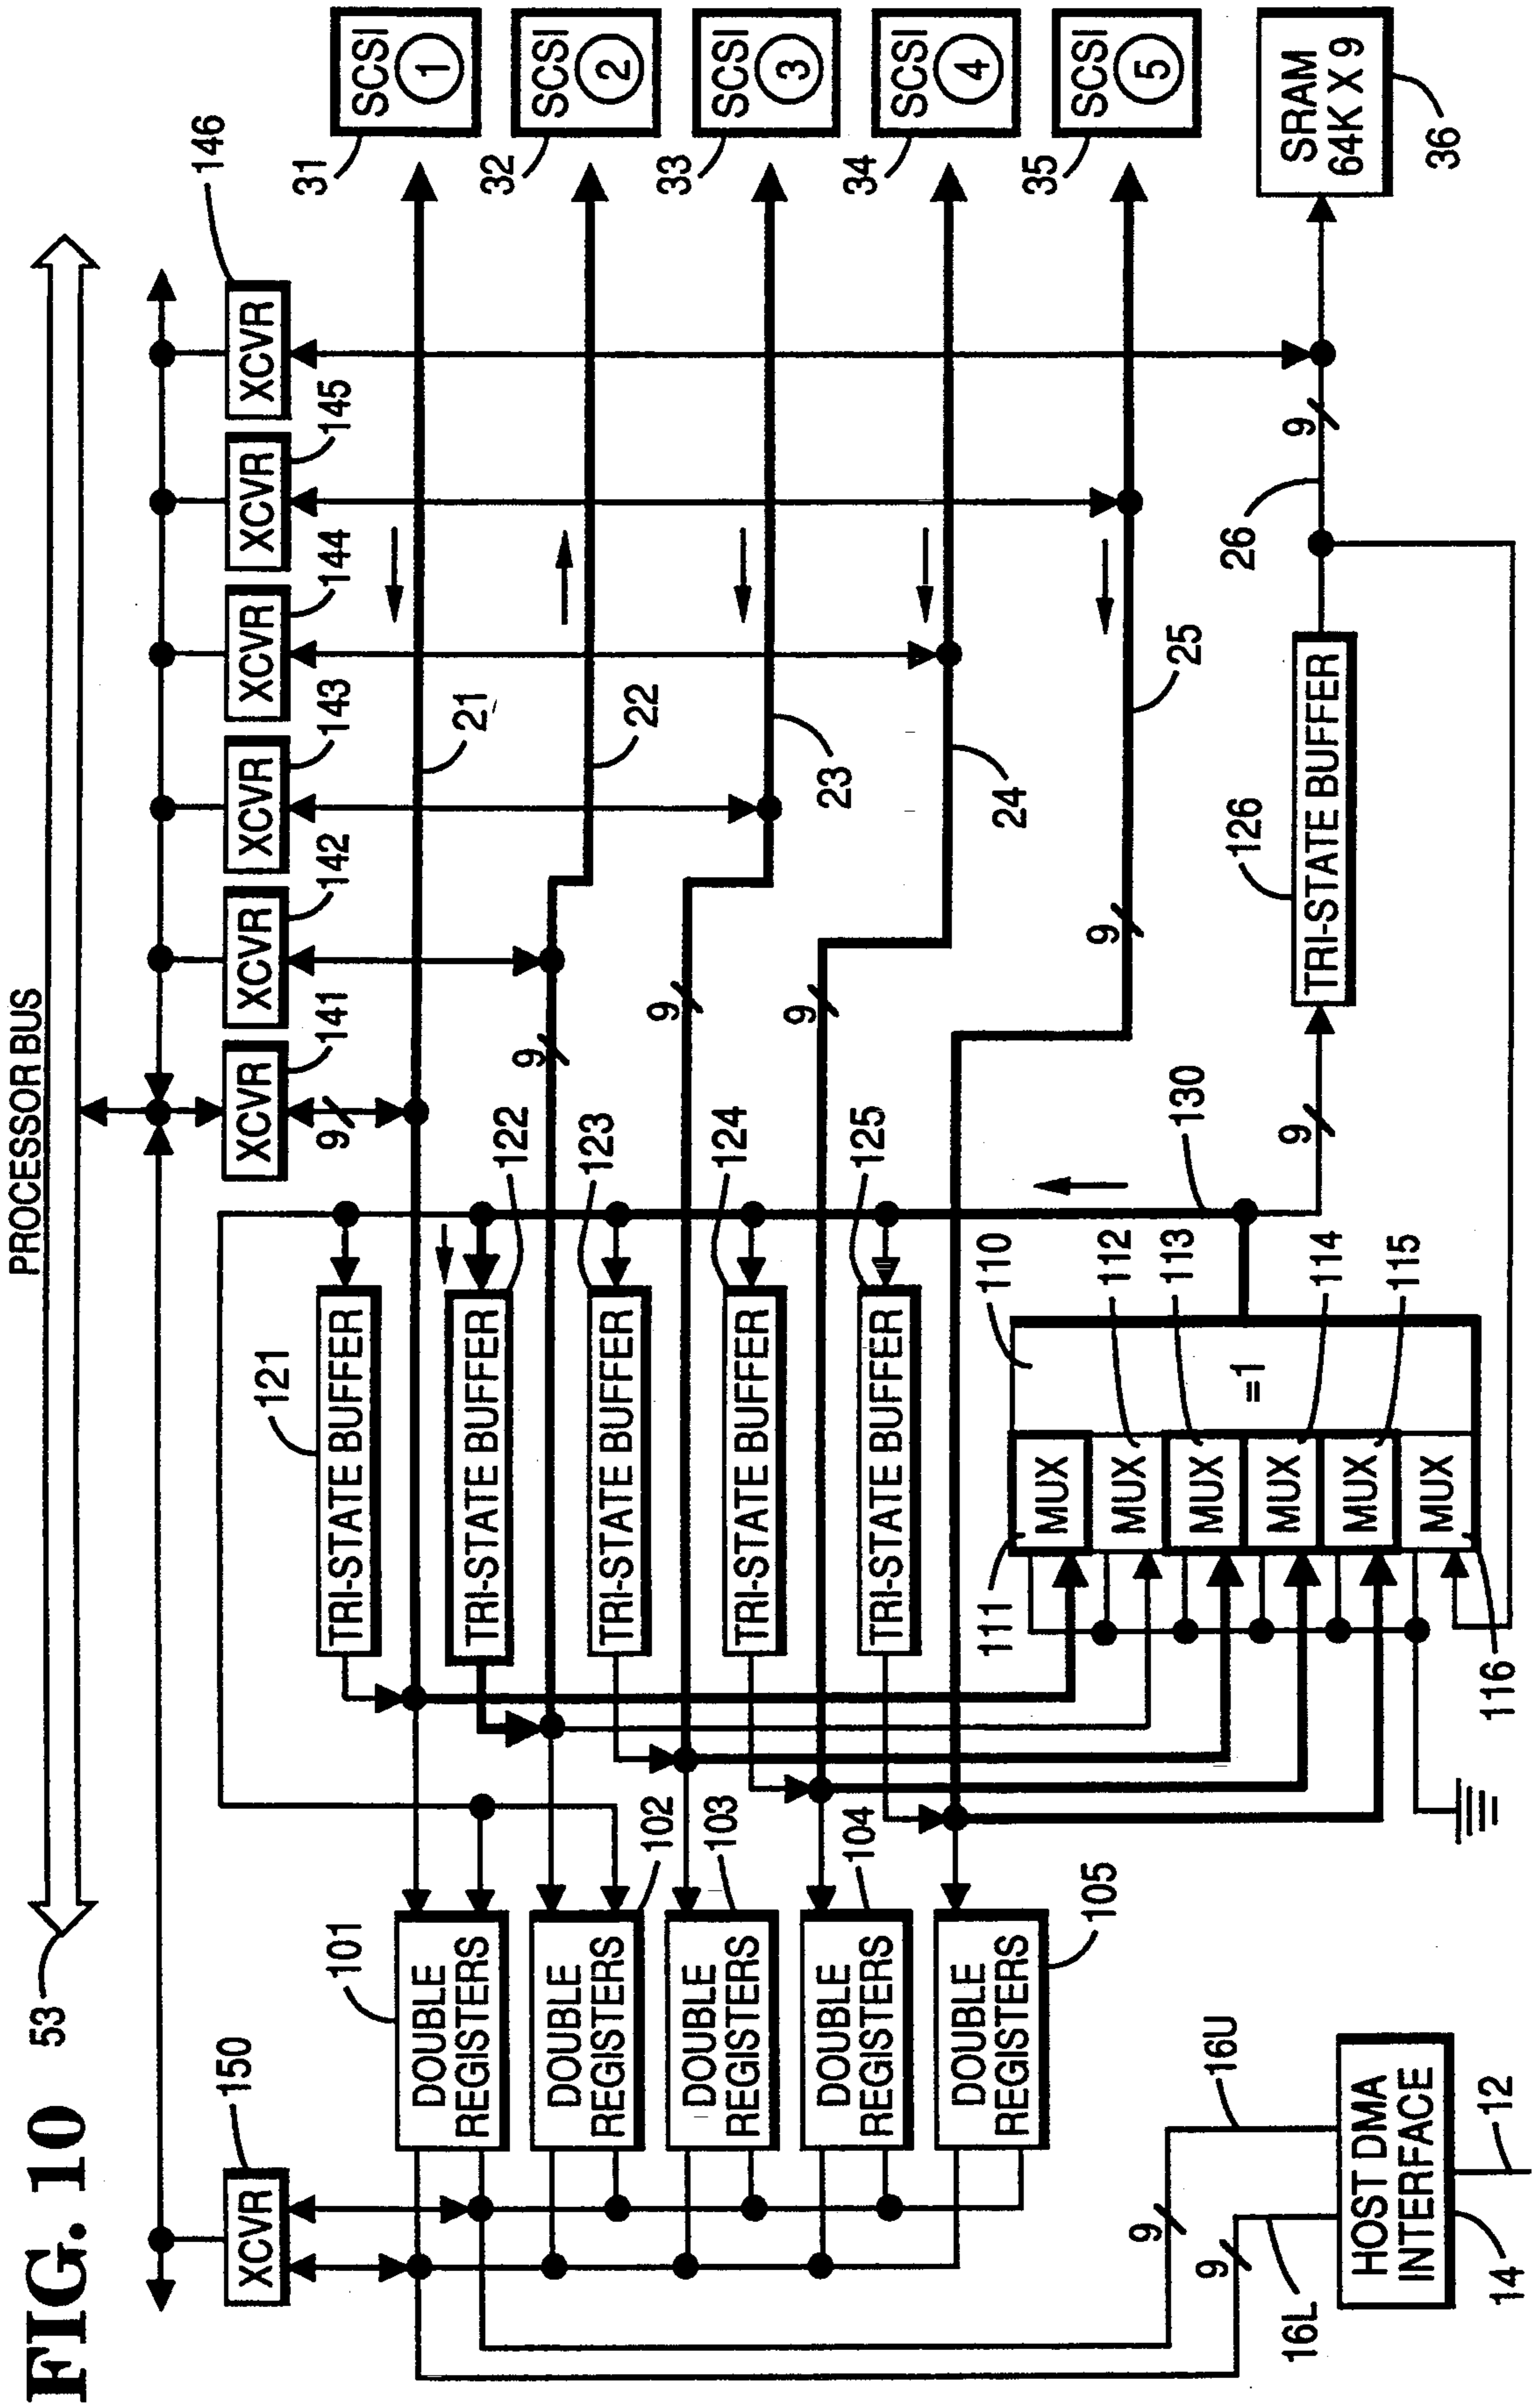 FIG. 10
PROCESSOR BUS
53
150
XCVR
XCVR
141
XCVR
142
XCVR
143
XCVR
144
XCVR
145
XCVR
146
9
121
TRI-STATE BUFFER
TRI-STATE BUFFER
122
TRI-STATE BUFFER
123
TRI-STATE BUFFER
124
TRI-STATE BUFFER
125
101
DOUBLE
REGISTERS
DOUBLE
REGISTERS
102
DOUBLE
REGISTERS
103
DOUBLE
REGISTERS
104
DOUBLE
REGISTERS
105
21
22
23
24
25
9
9
9
9
31
SCSI
1
32
SCSI
2
33
SCSI
3
34
SCSI
4
35
SCSI
5
110
111
MUX
MUX
112
MUX
113
MUX
114
MUX
115
MUX
116
=1
130
9
126
TRI-STATE BUFFER
26
9
SRAM
64K X 9
36
16U
9
16L
9
HOST DMA
INTERFACE
14
12